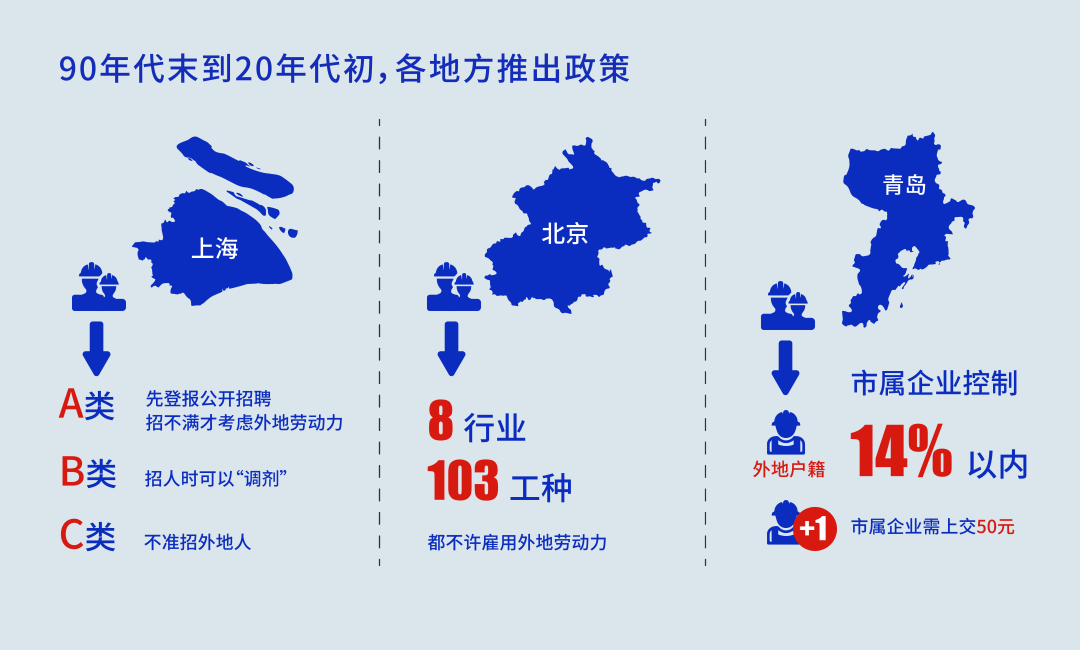 90年代末到20年代初，各地方推出政策
上海
A类
先登报公开招聘
招不满才考虑外地劳动力
B类
招人时可以“调剂”
C类
不准招外地人
北京
8 行业
103 工种
都不许雇用外地劳动力
青岛
市属企业控制
14% 以内
外地户籍
+1
市属企业需上交50元